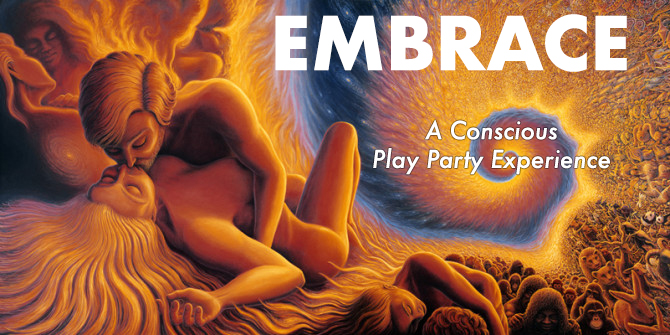 EMBRACE
A Conscious
Play Party Experience